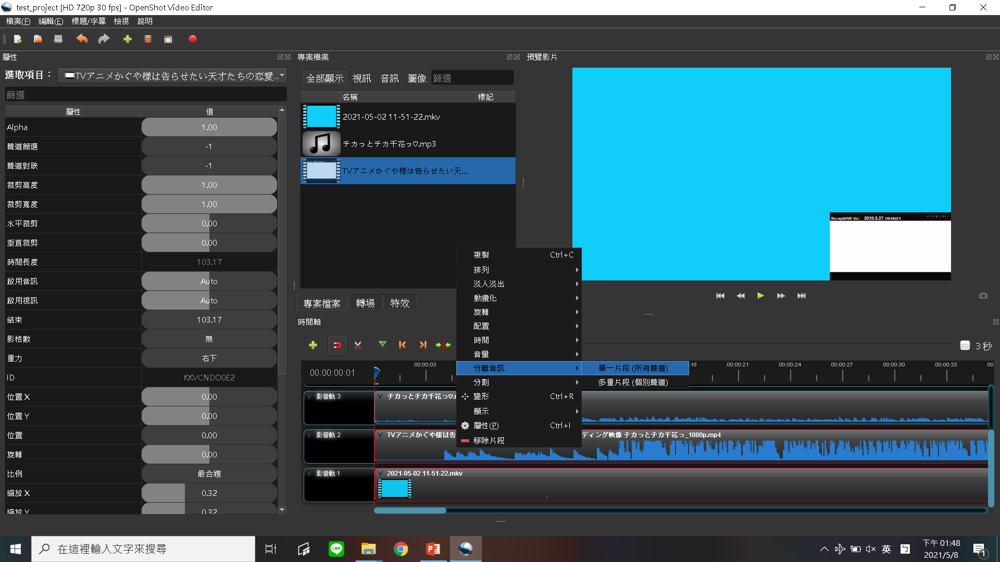 test_project [HD 720p 30 fps] - OpenShot Video Editor
檔案(F) 編輯(E) 標題/字幕 檢視 說明
屬性
選取項目：
TVアニメかぐや様は告らせたい天才たちの恋愛...
篩選
屬性 值
Alpha 1.00
聲道篩選 -1
聲道對映 -1
裁剪高度 1.00
裁剪寬度 1.00
水平裁剪 0.00
垂直裁剪 0.00
時間長度 103.17
啟用音訊 Auto
啟用視訊 Auto
結束 103.17
影格數 無
重力 右下
ID KKVCNDO0E2
位置 X 0.00
位置 Y 0.00
位置 0.00
旋轉 0.00
比例 最合適
縮放 X 0.32
縮放 Y 0.32
專案檔案
全部顯示 視訊 音訊 圖像 篩選
名稱 標記
2021-05-02 11-51-22.mkv
チカっとチカ千花っ♡.mp3
TVアニメかぐや様は告らせたい天...
專案檔案 轉場 特效
預覽影片
Blu-ray&DVD Vol.1 2019.3.27 ON SALE!!
時間軸
3 秒
00:00:00:01
00:00:03
:18
00:00:21
00:00:24
00:00:27
00:00:30
00:00:33
00
影音軌 3
チカっとチカ千花っ♡.m
影音軌 2
TVアニメかぐや様は告
ディング映像 チカっとチカ千花っ_1080p.mp4
影音軌 1
2021-05-02 11-51-22.mkv
複製 Ctrl+C
排列
淡入淡出
動畫化
旋轉
配置
時間
音量
分離音訊
分割
變形 Ctrl+R
顯示
屬性(P) Ctrl+I
移除片段
單一片段 (所有聲道)
多重片段 (個別聲道)
在這裡輸入文字來搜尋
LINE
英
下午 01:48
2021/5/8
1